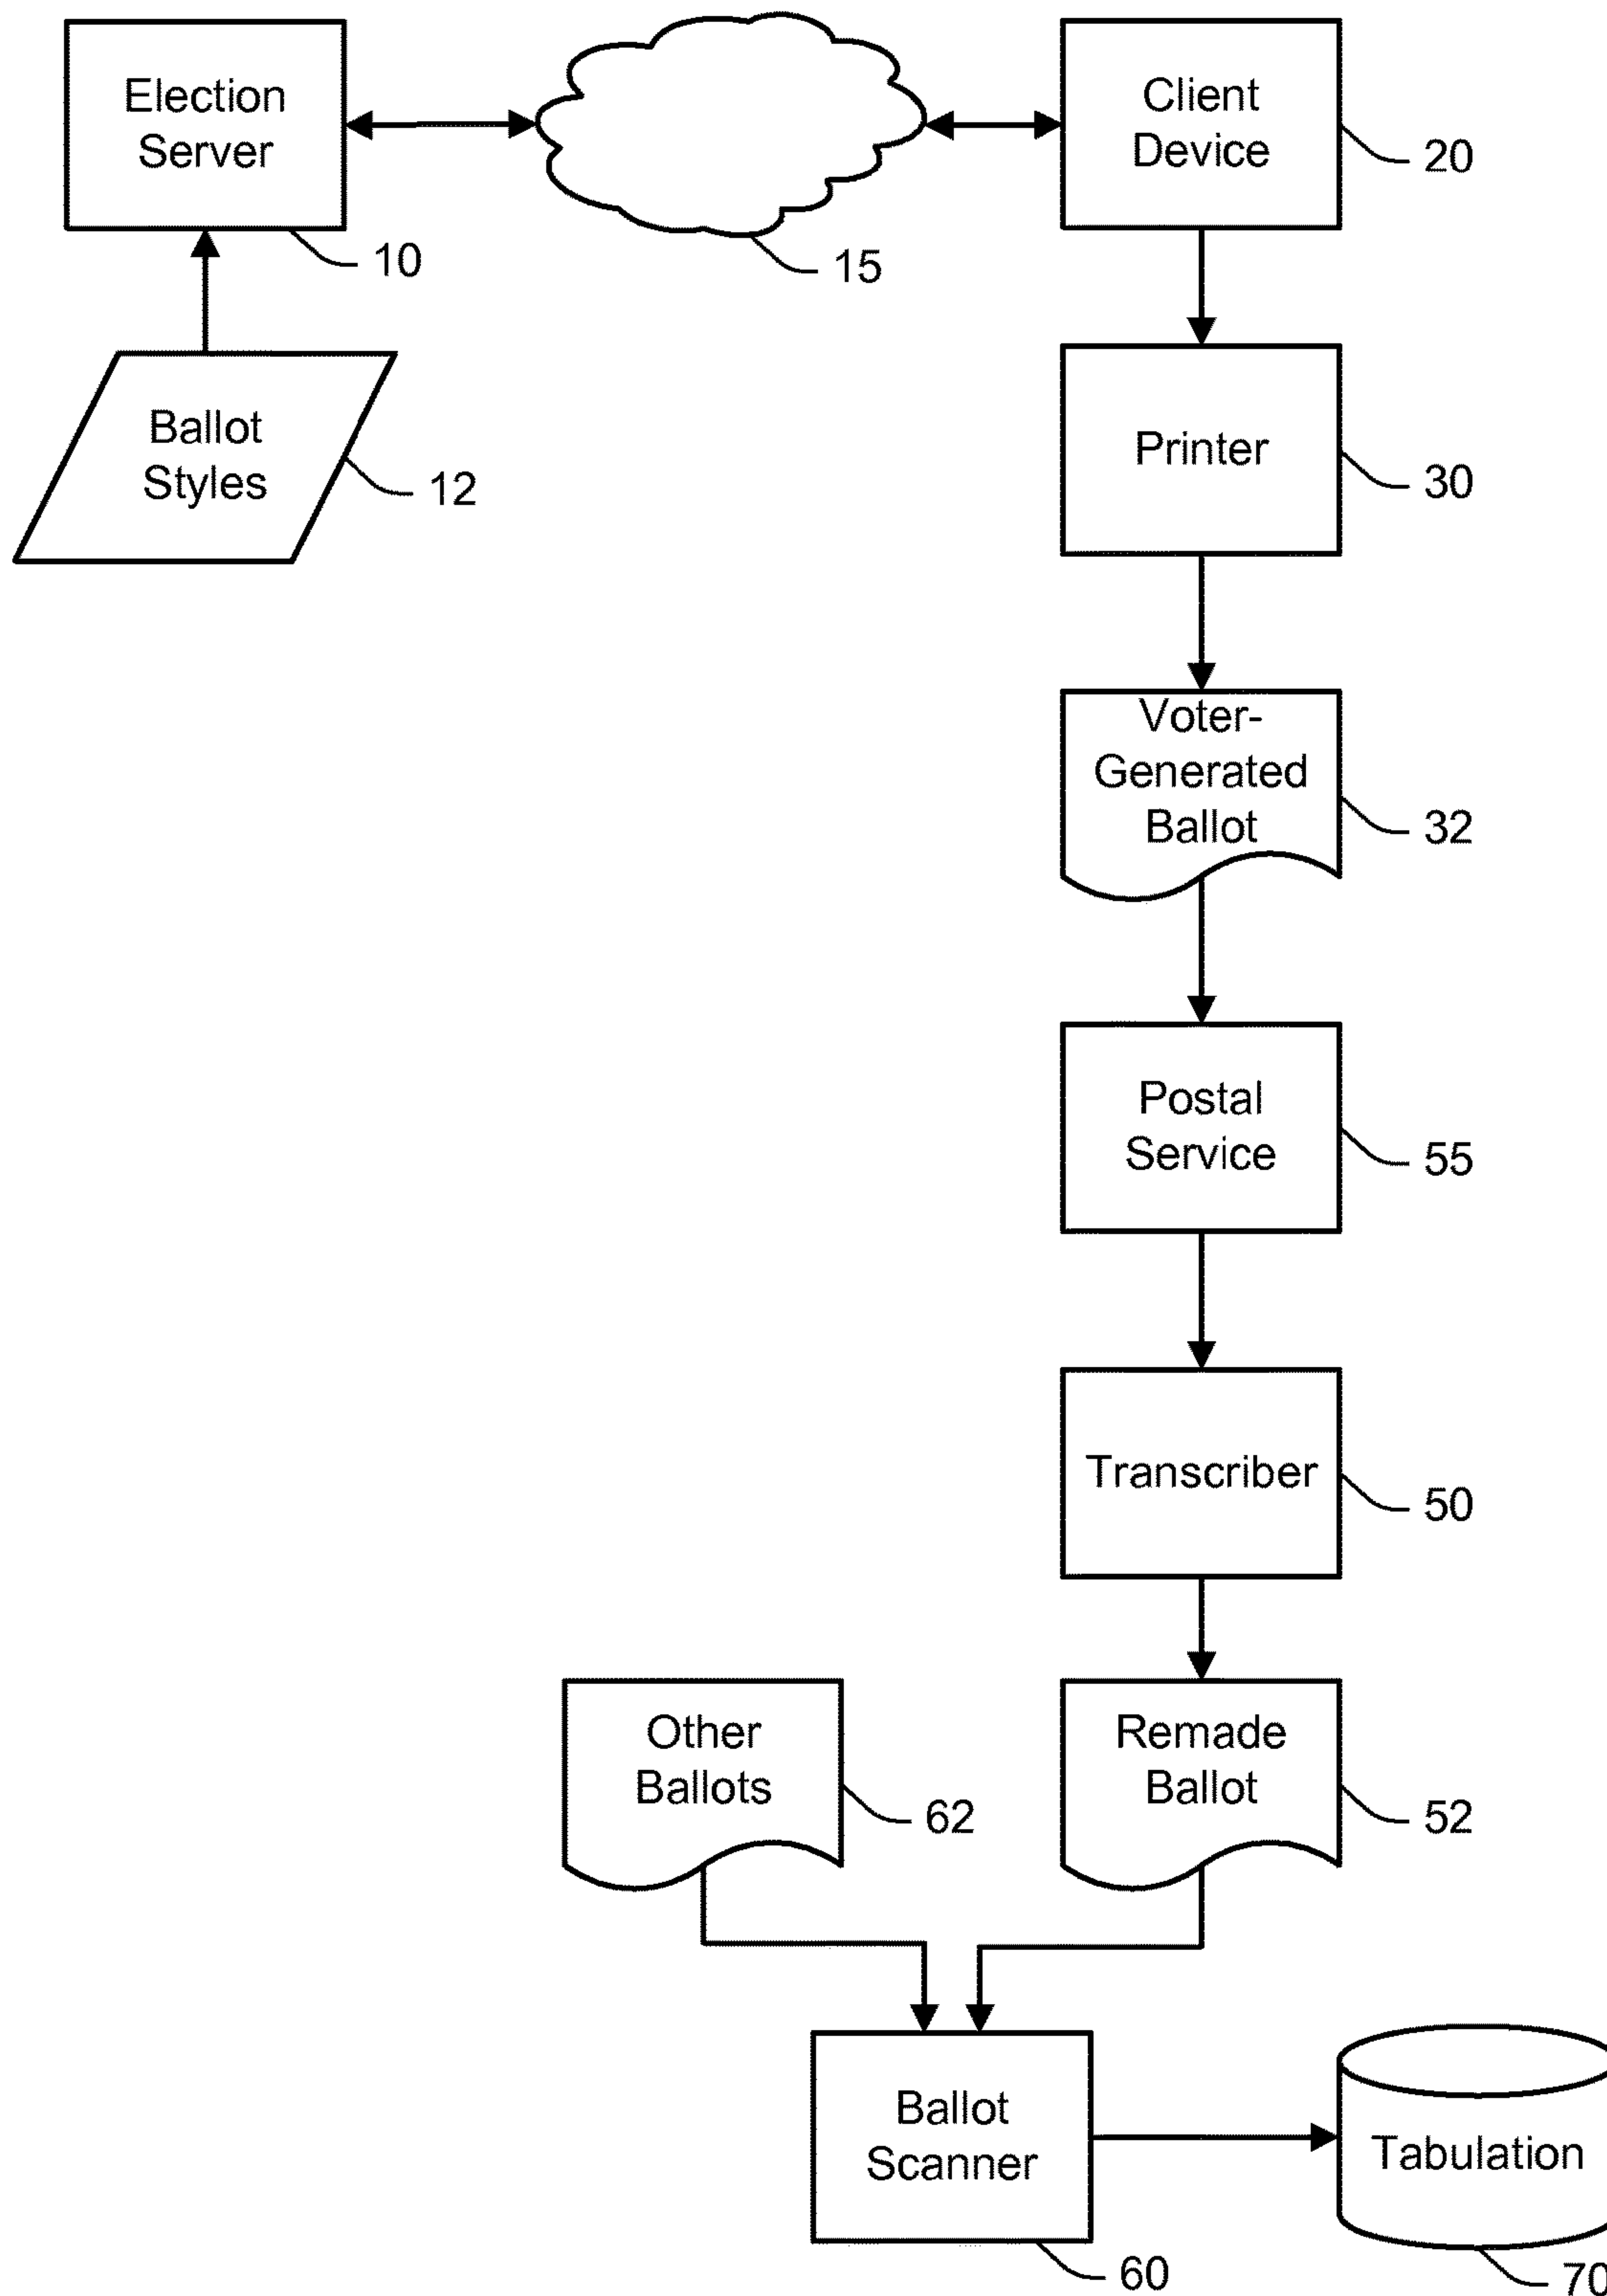 Election
Server
10
15
Client
Device
20
Ballot
Styles
12
Printer
30
Voter-
Generated
Ballot
32
Postal
Service
55
Transcriber
50
Other
Ballots
62
Remade
Ballot
52
Ballot
Scanner
60
Tabulation
70